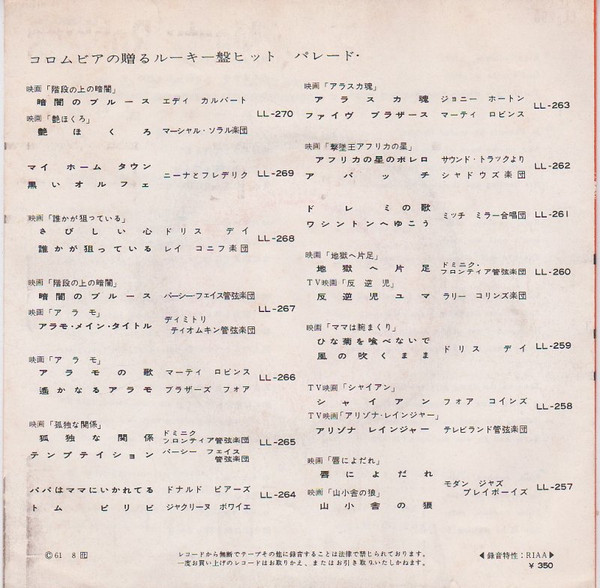 コロムビアの贈るルーキー盤ヒット パレード・
映画「階段の上の暗闇」
暗闇のブルース エディ カルバート
LL-270
映画「艶ほくろ」
艶ほくろ マーシャル・ソラル楽団
マイ ホーム タウン
ニーナとフレデリク LL-269
黒いオルフェ
映画「誰かが狙っている」
さびしい心 ドリス デイ
LL-268
誰かが狙っている レイ コニフ楽団
映画「階段の上の暗闇」
暗闇のブルース パーシー・フェイス管弦楽団
LL-267
映画「アラモ」
アラモ・メイン・タイトル ディミトリ
ティオムキン管弦楽団
映画「アラモ」
アラモの歌 マーティ ロビンス
LL-266
遙かなるアラモ ブラザーズ フォア
映画「孤独な関係」
孤独な関係 ドミニク
フロンティア管弦楽団
LL-265
テンプテイション パーシー フェイス
管弦楽団
パパはママにいかれてる ドナルド ピアーズ
LL-264
トム ピリビ ジャクリーヌ ボワイエ
映画「アラスカ魂」
アラスカ魂 ジョニー ホートン
LL-263
ファイヴ ブラザース マーティ ロビンス
映画「撃墜王アフリカの星」
アフリカの星のボレロ サウンド・トラックより
LL-262
アパッチ シャドウズ楽団
ドレミの歌
ミッチ ミラー合唱団 LL-261
ワシントンへゆこう
映画「地獄へ片足」
地獄へ片足 ドミニク・
フロンティア管弦楽団
LL-260
TV映画「反逆児」
反逆児ユマ ラリー コリンズ楽団
映画「ママは腕まくり」
ひな菊を喰べないで
ドリス デイ LL-259
風の吹くまま
TV映画「シャイアン」
シャイアン フォア コインズ
LL-258
TV映画「アリゾナ・レインジャー」
アリゾナ レインジャー テレビランド管弦楽団
映画「唇によだれ」
唇によだれ
モダン ジャズ
プレイボーイズ
LL-257
映画「山小舎の狼」
山小舎の狼
©61 8
レコードから無断でテープその他に録音することは法律で禁じられております。
一度お買い上げのレコードはお取りかえ、またはお引き取りいたしかねます。
◀録音特性：RIAA▶
￥350